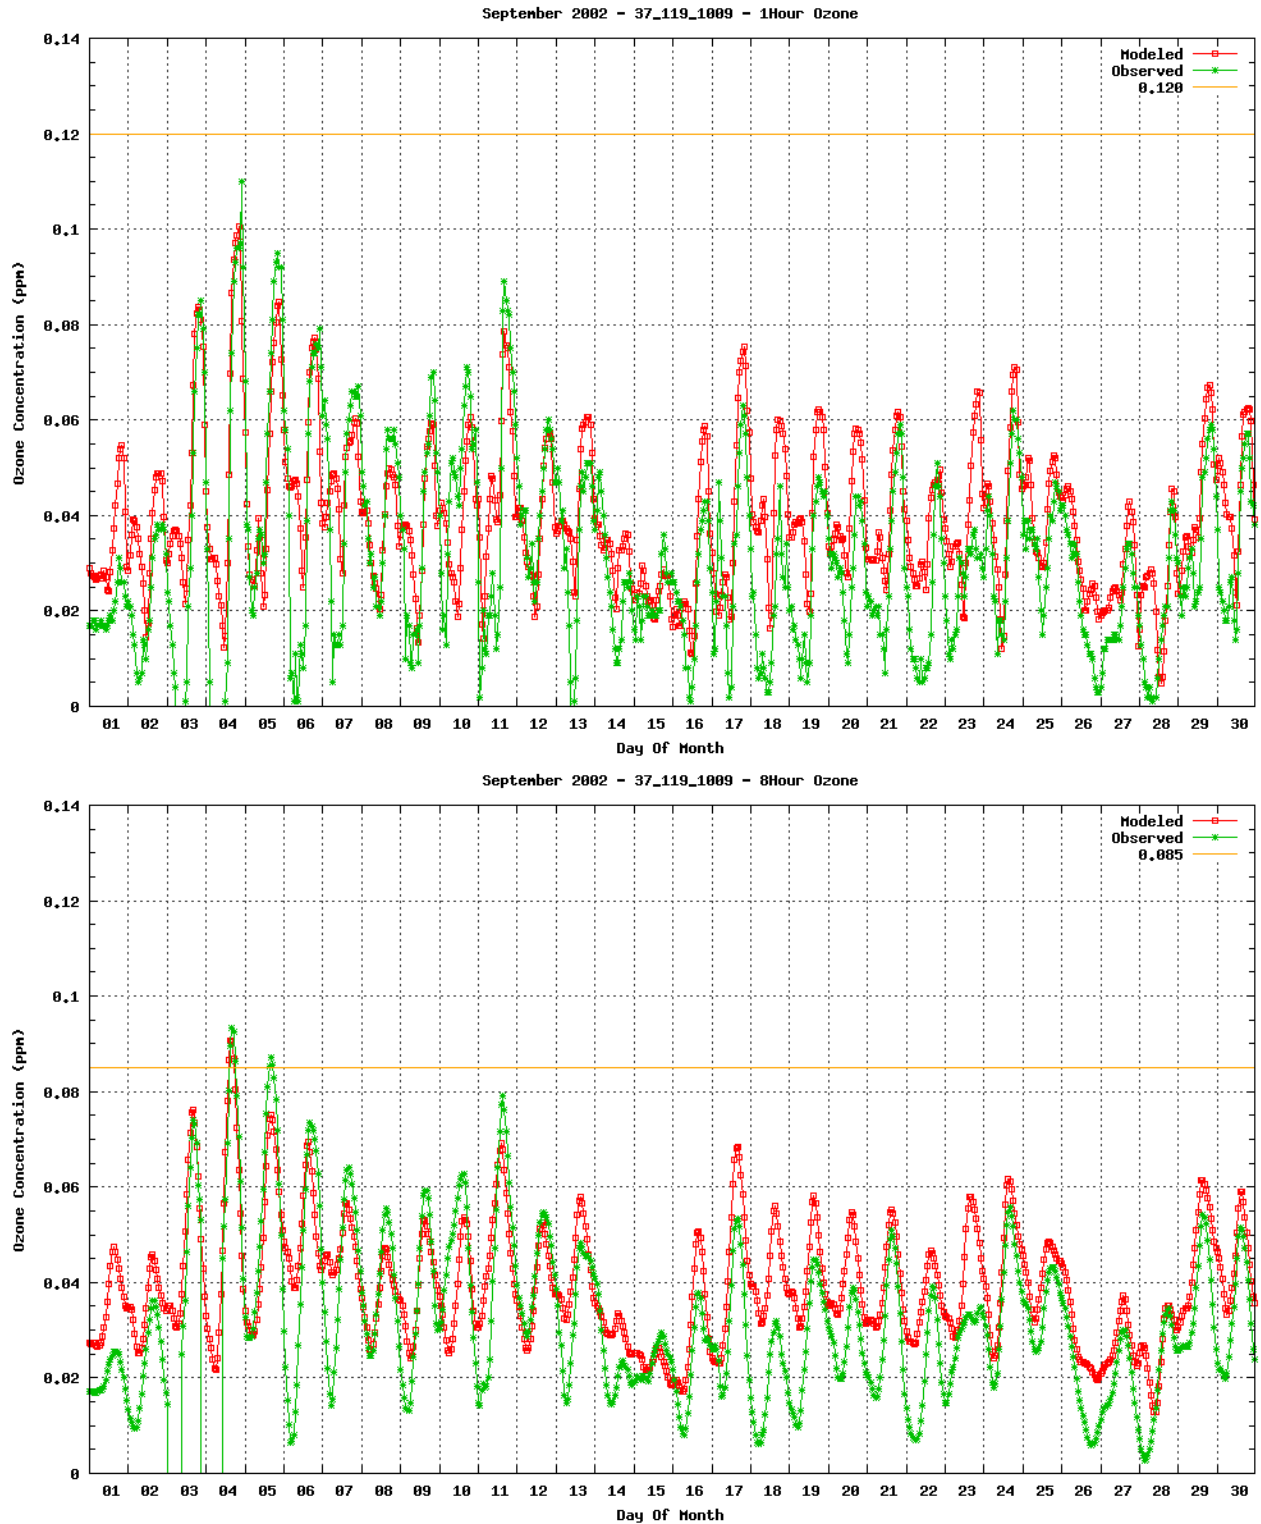 September 2002 - 37_119_1009 - 1Hour Ozone
0.14
Modeled
Observed
0.120
0.12
0.1
0.08
Ozone Concentration (ppm)
0.06
0.04
0.02
0
01 02 03 04 05 06 07 08 09 10 11 12 13 14 15 16 17 18 19 20 21 22 23 24 25 26 27 28 29 30
Day Of Month
September 2002 - 37_119_1009 - 8Hour Ozone
0.14
Modeled
Observed
0.085
0.12
0.1
0.08
Ozone Concentration (ppm)
0.06
0.04
0.02
0
01 02 03 04 05 06 07 08 09 10 11 12 13 14 15 16 17 18 19 20 21 22 23 24 25 26 27 28 29 30
Day Of Month